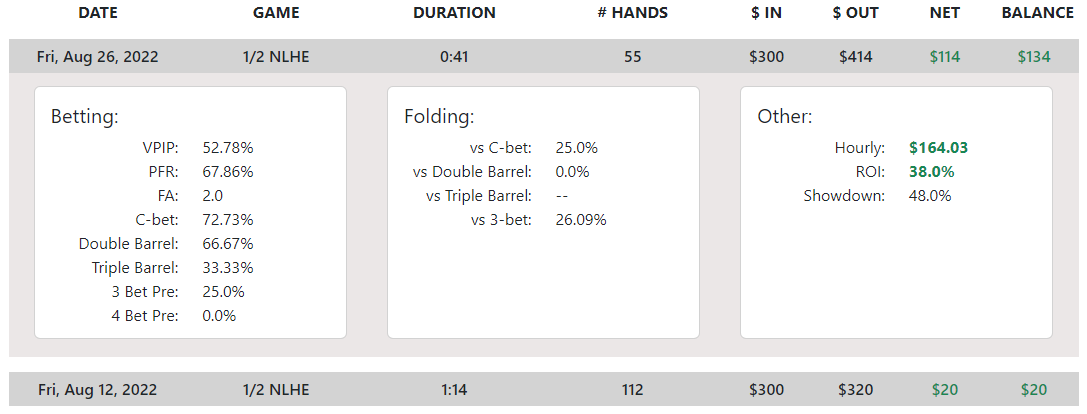 DATE GAME DURATION # HANDS $ IN $ OUT NET BALANCE
Fri, Aug 26, 2022 1/2 NLHE 0:41 55 $300 $414 $114 $134
Betting:
VPIP: 52.78%
PFR: 67.86%
FA: 2.0
C-bet: 72.73%
Double Barrel: 66.67%
Triple Barrel: 33.33%
3 Bet Pre: 25.0%
4 Bet Pre: 0.0%
Folding:
vs C-bet: 25.0%
vs Double Barrel: 0.0%
vs Triple Barrel: --
vs 3-bet: 26.09%
Other:
Hourly: $164.03
ROI: 38.0%
Showdown: 48.0%
Fri, Aug 12, 2022 1/2 NLHE 1:14 112 $300 $320 $20 $20